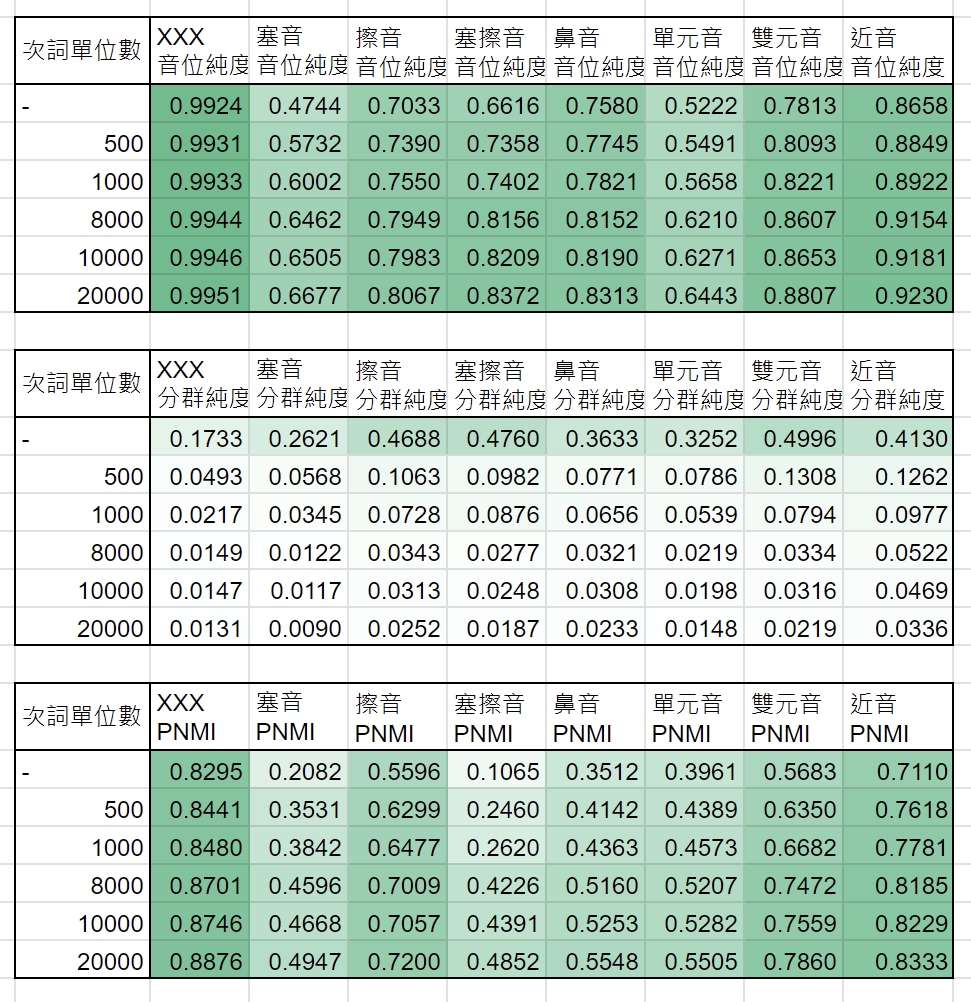 次詞單位數 XXX 音位純度 塞音 音位純度 擦音 音位純度 塞擦音 音位純度 鼻音 音位純度 單元音 音位純度 雙元音 音位純度 近音 音位純度
- 0.9924 0.4744 0.7033 0.6616 0.7580 0.5222 0.7813 0.8658
500 0.9931 0.5732 0.7390 0.7358 0.7745 0.5491 0.8093 0.8849
1000 0.9933 0.6002 0.7550 0.7402 0.7821 0.5658 0.8221 0.8922
8000 0.9944 0.6462 0.7949 0.8156 0.8152 0.6210 0.8607 0.9154
10000 0.9946 0.6505 0.7983 0.8209 0.8190 0.6271 0.8653 0.9181
20000 0.9951 0.6677 0.8067 0.8372 0.8313 0.6443 0.8807 0.9230
次詞單位數 XXX 分群純度 塞音 分群純度 擦音 分群純度 塞擦音 分群純度 鼻音 分群純度 單元音 分群純度 雙元音 分群純度 近音 分群純度
- 0.1733 0.2621 0.4688 0.4760 0.3633 0.3252 0.4996 0.4130
500 0.0493 0.0568 0.1063 0.0982 0.0771 0.0786 0.1308 0.1262
1000 0.0217 0.0345 0.0728 0.0876 0.0656 0.0539 0.0794 0.0977
8000 0.0149 0.0122 0.0343 0.0277 0.0321 0.0219 0.0334 0.0522
10000 0.0147 0.0117 0.0313 0.0248 0.0308 0.0198 0.0316 0.0469
20000 0.0131 0.0090 0.0252 0.0187 0.0233 0.0148 0.0219 0.0336
次詞單位數 XXX PNMI 塞音 PNMI 擦音 PNMI 塞擦音 PNMI 鼻音 PNMI 單元音 PNMI 雙元音 PNMI 近音 PNMI
- 0.8295 0.2082 0.5596 0.1065 0.3512 0.3961 0.5683 0.7110
500 0.8441 0.3531 0.6299 0.2460 0.4142 0.4389 0.6350 0.7618
1000 0.8480 0.3842 0.6477 0.2620 0.4363 0.4573 0.6682 0.7781
8000 0.8701 0.4596 0.7009 0.4226 0.5160 0.5207 0.7472 0.8185
10000 0.8746 0.4668 0.7057 0.4391 0.5253 0.5282 0.7559 0.8229
20000 0.8876 0.4947 0.7200 0.4852 0.5548 0.5505 0.7860 0.8333